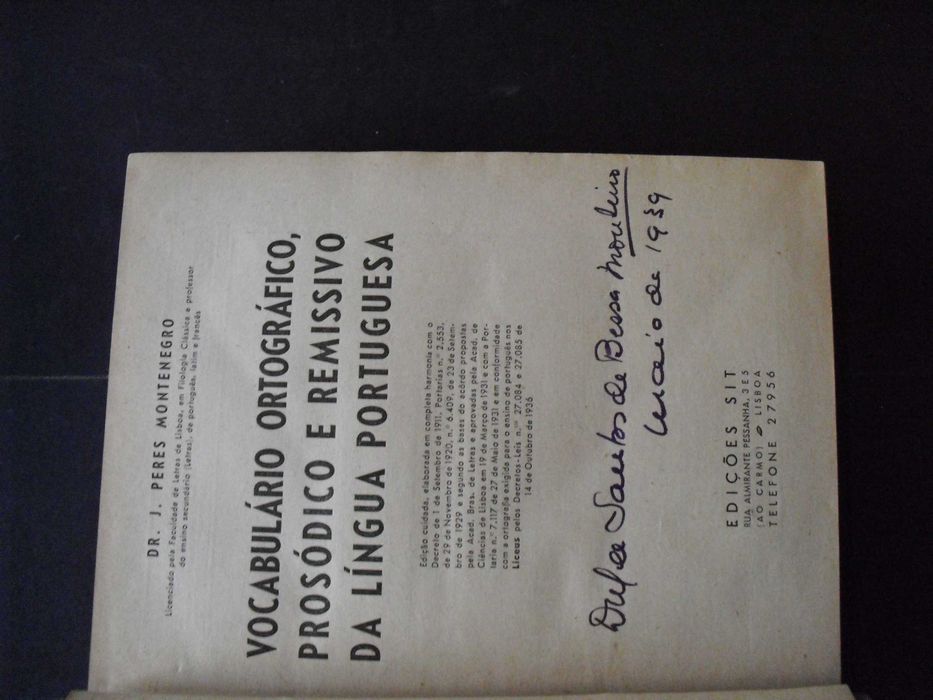 DR. J. PERES MONTENEGRO
Licenciado pela Faculdade de Letras de Lisboa, em Filologia Clássica e professor
do ensino secundário (Letras), de português, latim e francês
VOCABULÁRIO ORTOGRÁFICO,
PROSÓDICO E REMISSIVO
DA LÍNGUA PORTUGUESA
Edição cuidada, elaborada em completa harmonia com o
Decreto de 1 de Setembro de 1911, Portarias n.º 2.553,
de 29 de Novembro de 1920, n.º 6.409, de 23 de Setem-
bro de 1929 e segundo as bases do acôrdo propostas
pela Acad. Bras. de Letras e aprovadas pela Acad. de
Ciências de Lisboa em 19 de Março de 1931 e com a Por-
taria n.º 7.117 de 27 de Maio de 1931 e em conformidade
com a ortografia exigida para o ensino de português nos
Liceus pelos Decretos-Leis n.os 27.084 e 27.085 de
14 de Outubro de 1936
Santos de Bessa Monteiro
Maio de 1939
EDIÇÕES SIT
RUA ALMIRANTE PESSANHA, 3 E 5
(AO CARMO) LISBOA
TELEFONE 27956